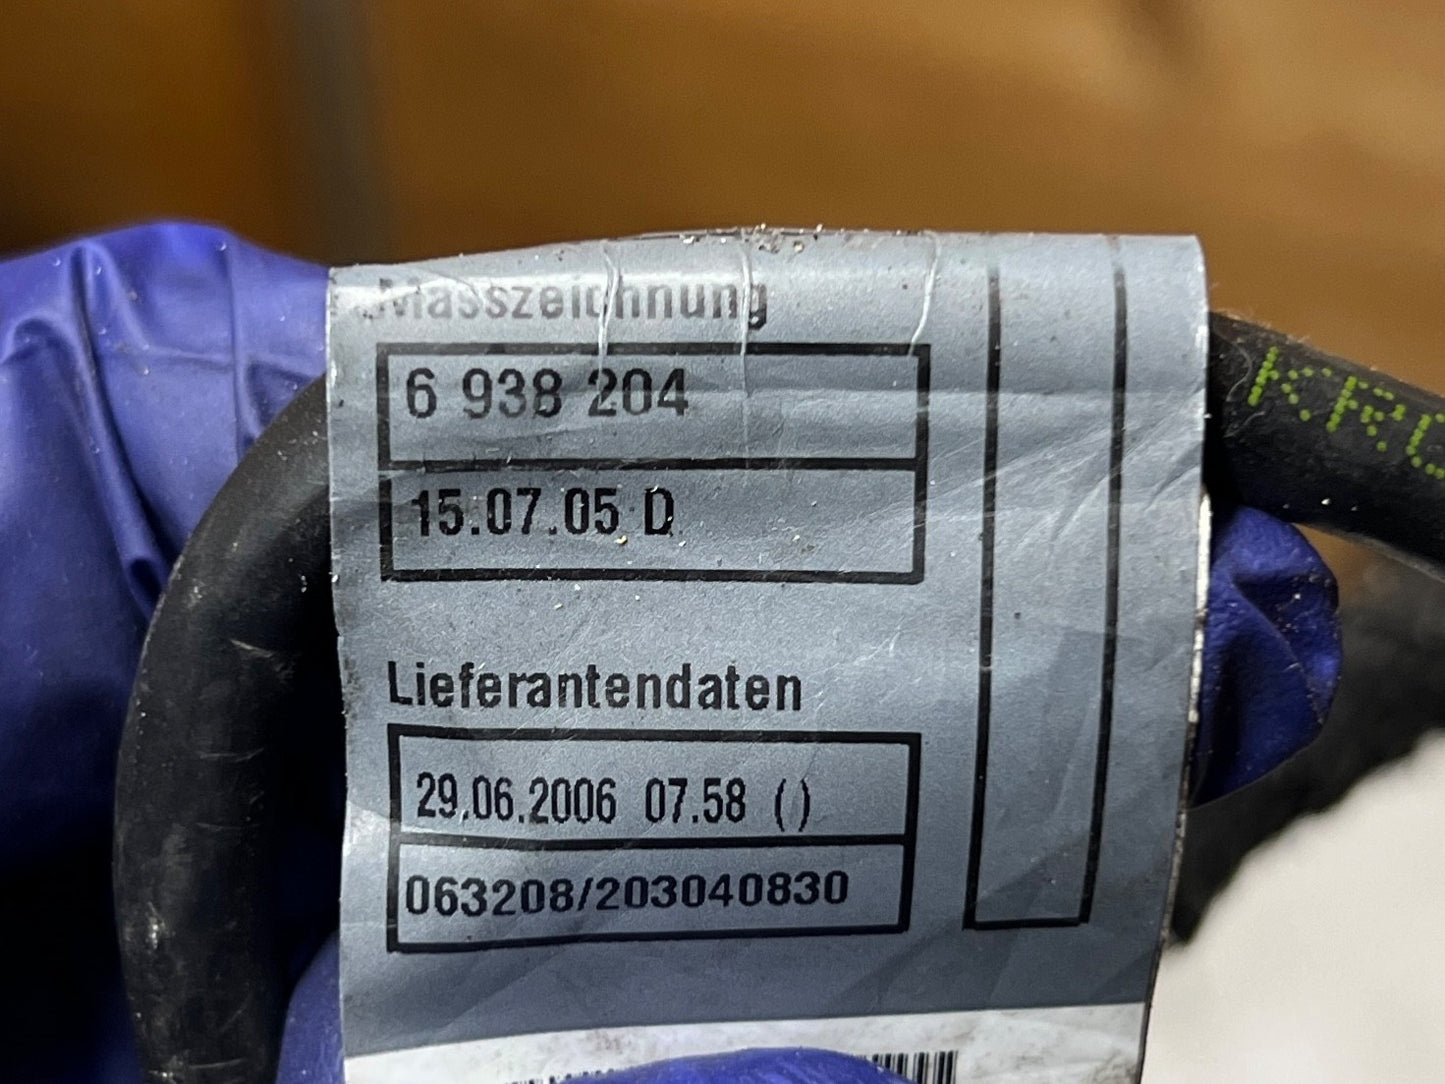 Masszeichnung
6 938 204
15.07.05 D
Lieferantendaten
29.06.2006 07.58 ()
063208/203040830